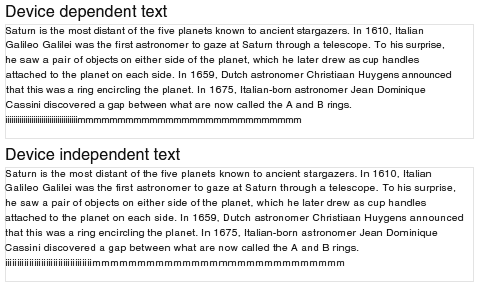 Device dependent text
Saturn is the most distant of the five planets known to ancient stargazers. In 1610, Italian
Galileo Galilei was the first astronomer to gaze at Saturn through a telescope. To his surprise,
he saw a pair of objects on either side of the planet, which he later drew as cup handles
attached to the planet on each side. In 1659, Dutch astronomer Christiaan Huygens announced
that this was a ring encircling the planet. In 1675, Italian-born astronomer Jean Dominique
Cassini discovered a gap between what are now called the A and B rings.
Device independent text
Saturn is the most distant of the five planets known to ancient stargazers. In 1610, Italian
Galileo Galilei was the first astronomer to gaze at Saturn through a telescope. To his surprise,
he saw a pair of objects on either side of the planet, which he later drew as cup handles
attached to the planet on each side. In 1659, Dutch astronomer Christiaan Huygens announced
that this was a ring encircling the planet. In 1675, Italian-born astronomer Jean Dominique
Cassini discovered a gap between what are now called the A and B rings.